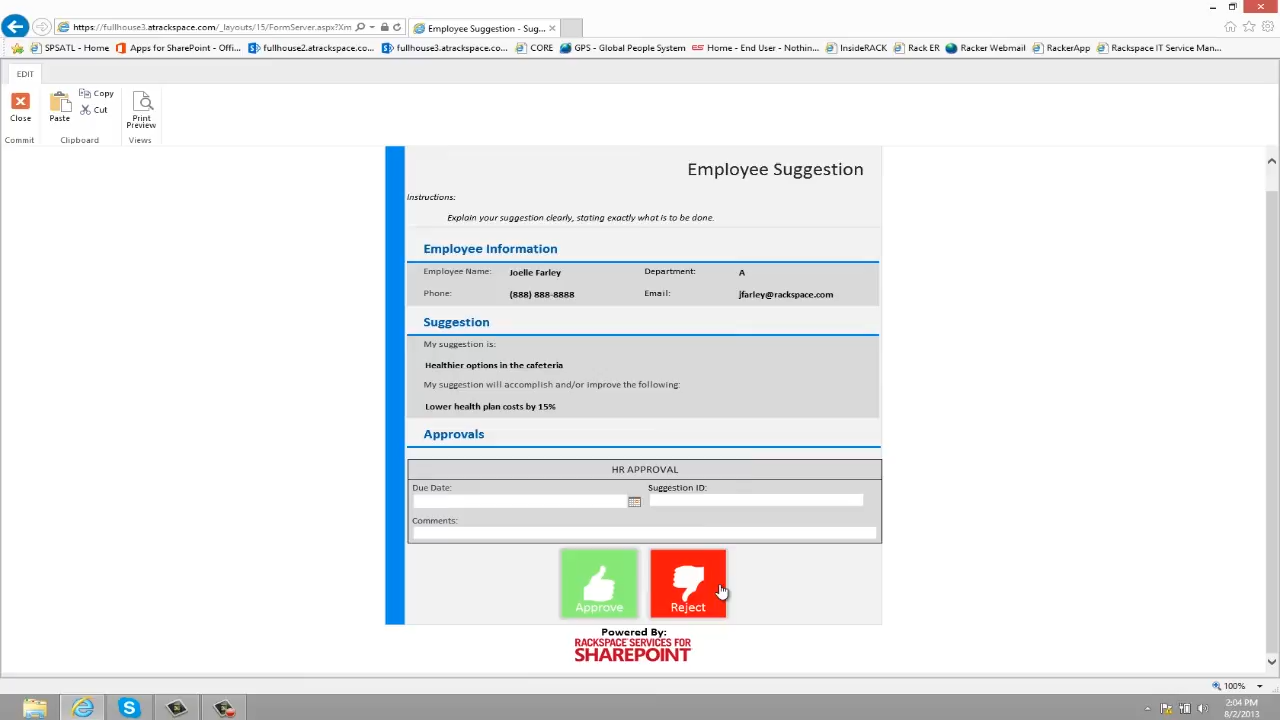 https://fullhouse3.atrackspace.com/_layouts/15/FormServer.aspx?Xm
Employee Suggestion - Sug...
SPSATL - Home
Apps for SharePoint - Offi...
fullhouse2.atrackspace.co...
fullhouse3.atrackspace.co...
CORE
GPS - Global People System
Home - End User - Nothin...
InsideRACK
Rack ER
Racker Webmail
RackerApp
Rackspace IT Service Man...
EDIT
Close
Paste
Copy
Cut
Print Preview
Commit
Clipboard
Views
Employee Suggestion
Instructions:
Explain your suggestion clearly, stating exactly what is to be done.
Employee Information
Employee Name: Joelle Farley Department: A
Phone: (888) 888-8888 Email: jfarley@rackspace.com
Suggestion
My suggestion is:
Healthier options in the cafeteria
My suggestion will accomplish and/or improve the following:
Lower health plan costs by 15%
Approvals
HR APPROVAL
Due Date: Suggestion ID:
Comments:
Approve Reject
Powered By:
RACKSPACE SERVICES FOR
SHAREPOINT
100%
2:04 PM
8/2/2013